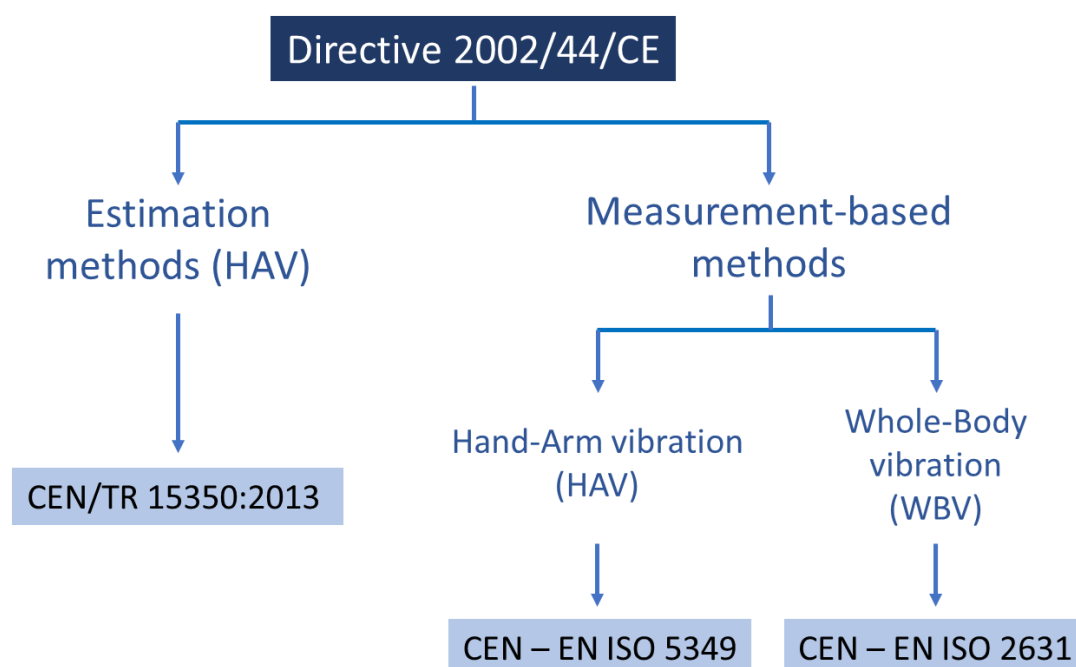 Directive 2002/44/CE
Estimation
methods (HAV)
Measurement-based
methods
CEN/TR 15350:2013
Hand-Arm vibration
(HAV)
Whole-Body
vibration
(WBV)
CEN – EN ISO 5349
CEN – EN ISO 2631